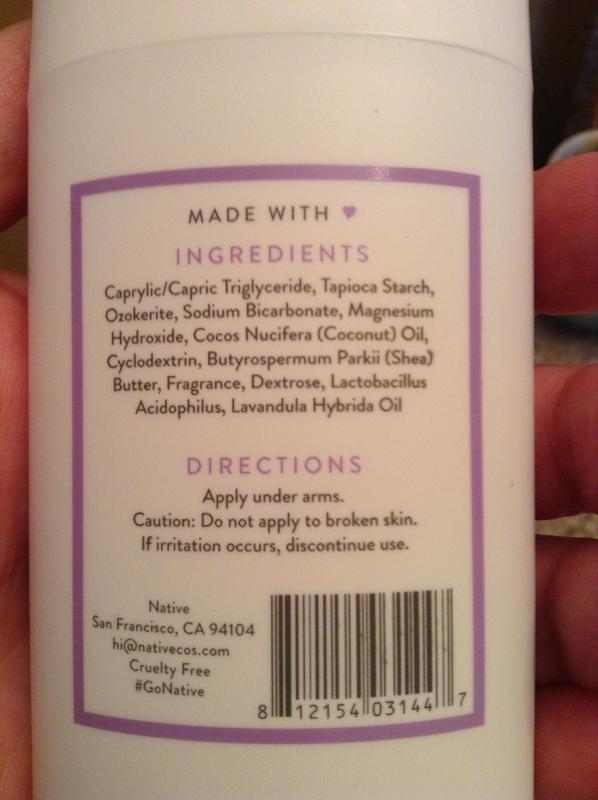 MADE WITH ♥
INGREDIENTS
Caprylic/Capric Triglyceride, Tapioca Starch,
Ozokerite, Sodium Bicarbonate, Magnesium
Hydroxide, Cocos Nucifera (Coconut) Oil,
Cyclodextrin, Butyrospermum Parkii (Shea)
Butter, Fragrance, Dextrose, Lactobacillus
Acidophilus, Lavandula Hybrida Oil
DIRECTIONS
Apply under arms.
Caution: Do not apply to broken skin.
If irritation occurs, discontinue use.
Native
San Francisco, CA 94104
hi@nativecos.com
Cruelty Free
#GoNative
8 12154 03144 7